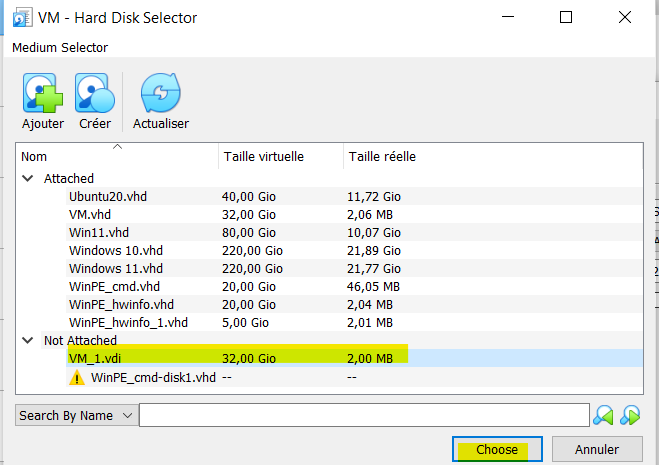 VM - Hard Disk Selector
Medium Selector
Ajouter Créer Actualiser
Nom Taille virtuelle Taille réelle
Attached
Ubuntu20.vhd 40,00 Gio 11,72 Gio
VM.vhd 32,00 Gio 2,06 MB
Win11.vhd 80,00 Gio 10,07 Gio
Windows 10.vhd 220,00 Gio 21,89 Gio
Windows 11.vhd 220,00 Gio 21,77 Gio
WinPE_cmd.vhd 20,00 Gio 46,05 MB
WinPE_hwinfo.vhd 20,00 Gio 2,04 MB
WinPE_hwinfo_1.vhd 5,00 Gio 2,01 MB
Not Attached
VM_1.vdi 32,00 Gio 2,00 MB
WinPE_cmd-disk1.vhd -- --
Search By Name
Choose Annuler